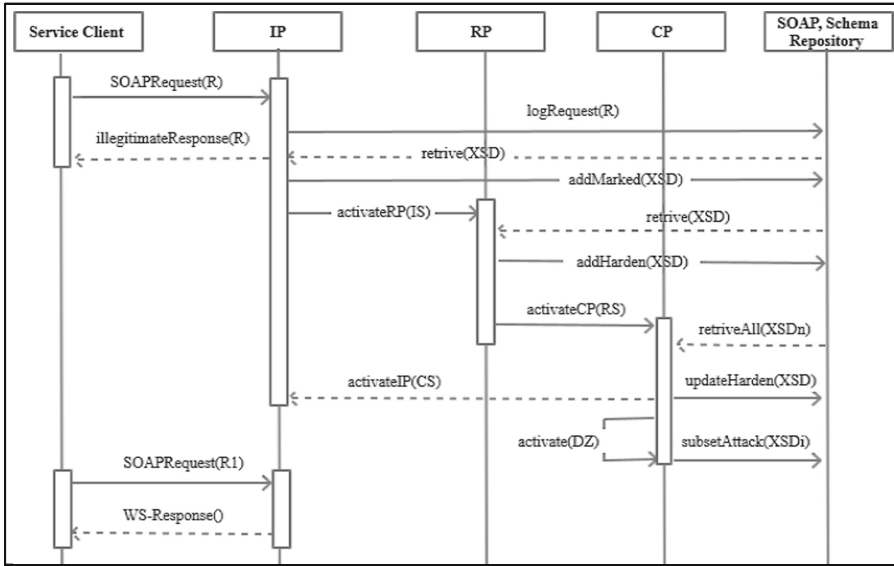 Service Client
IP
RP
CP
SOAP, Schema
Repository
SOAPRequest(R)
logRequest(R)
illegitimateResponse(R)
retrive(XSD)
addMarked(XSD)
activateRP(IS)
retrive(XSD)
addHarden(XSD)
activateCP(RS)
retriveAll(XSDn)
activateIP(CS)
updateHarden(XSD)
activate(DZ)
subsetAttack(XSDi)
SOAPRequest(R1)
WS-Response()